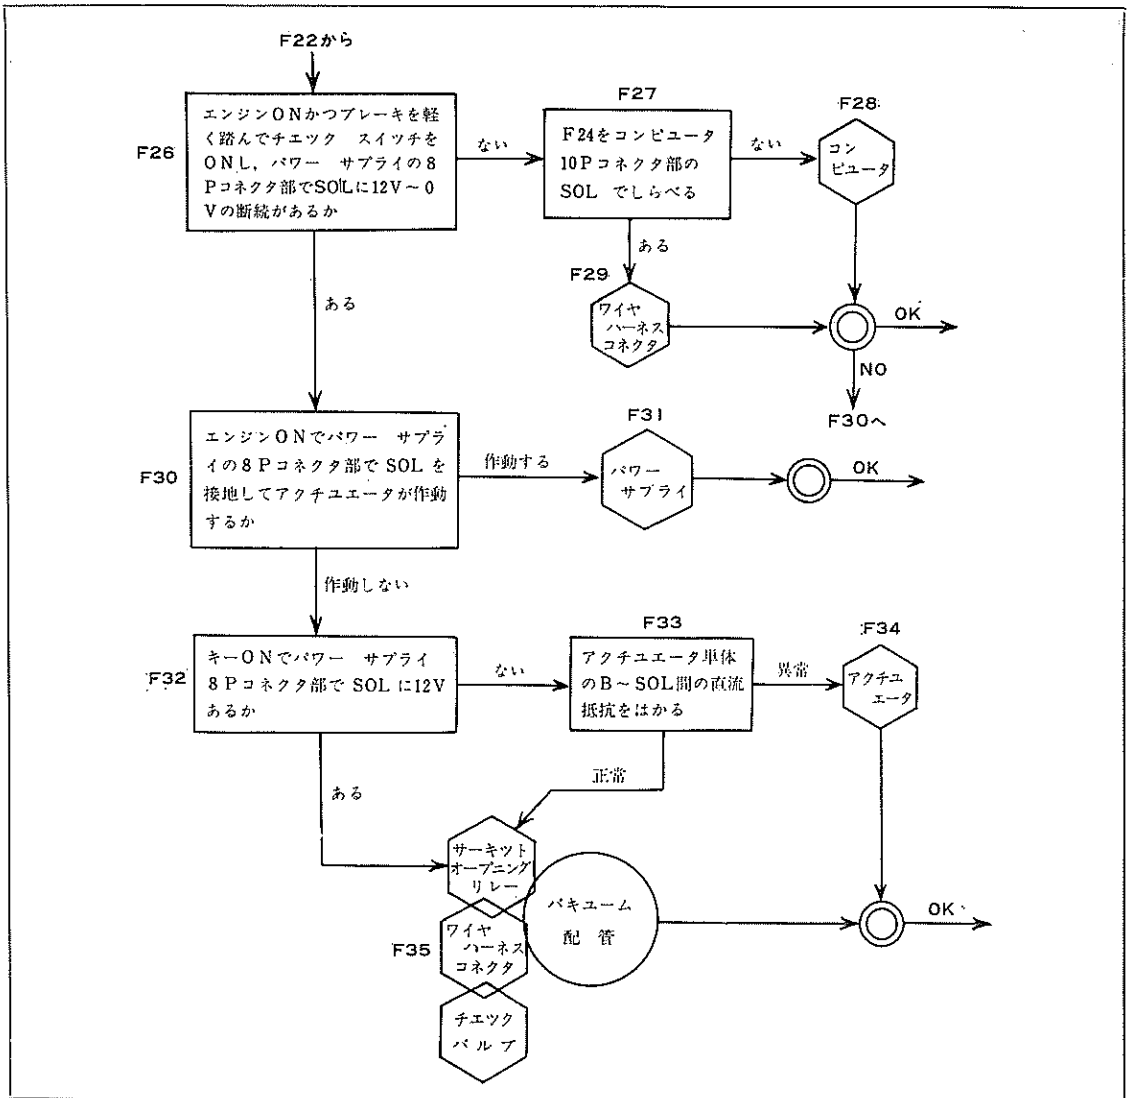 F22から
F26
エンジンONかつブレーキを軽
く踏んでチエック スイツチを
ONし，パワー サプライの8
Pコネクタ部でSOLに12V～0
Vの断続があるか
ない
F27
F24をコンピユータ
10Pコネクタ部の
SOL でしらべる
ない
F28
コン
ピユータ
ある
F29
ワイヤ
ハーネス
コネクタ
OK
NO
F30へ
ある
F30
エンジンONでパワー サプラ
イの8Pコネクタ部で SOL を
接地してアクチユエータが作動
するか
作動する
F31
パワー
サプライ
OK
作動しない
F32
キーONでパワー サプライ
8Pコネクタ部で SOL に12V
あるか
ない
F33
アクチユエータ単体
のB～SOL間の直流
抵抗をはかる
異常
F34
アクチユ
エータ
正常
ある
サーキツト
オープニング
リレー
F35
ワイヤ
ハーネス
コネクタ
チエツク
バルブ
バキユーム
配 管
OK